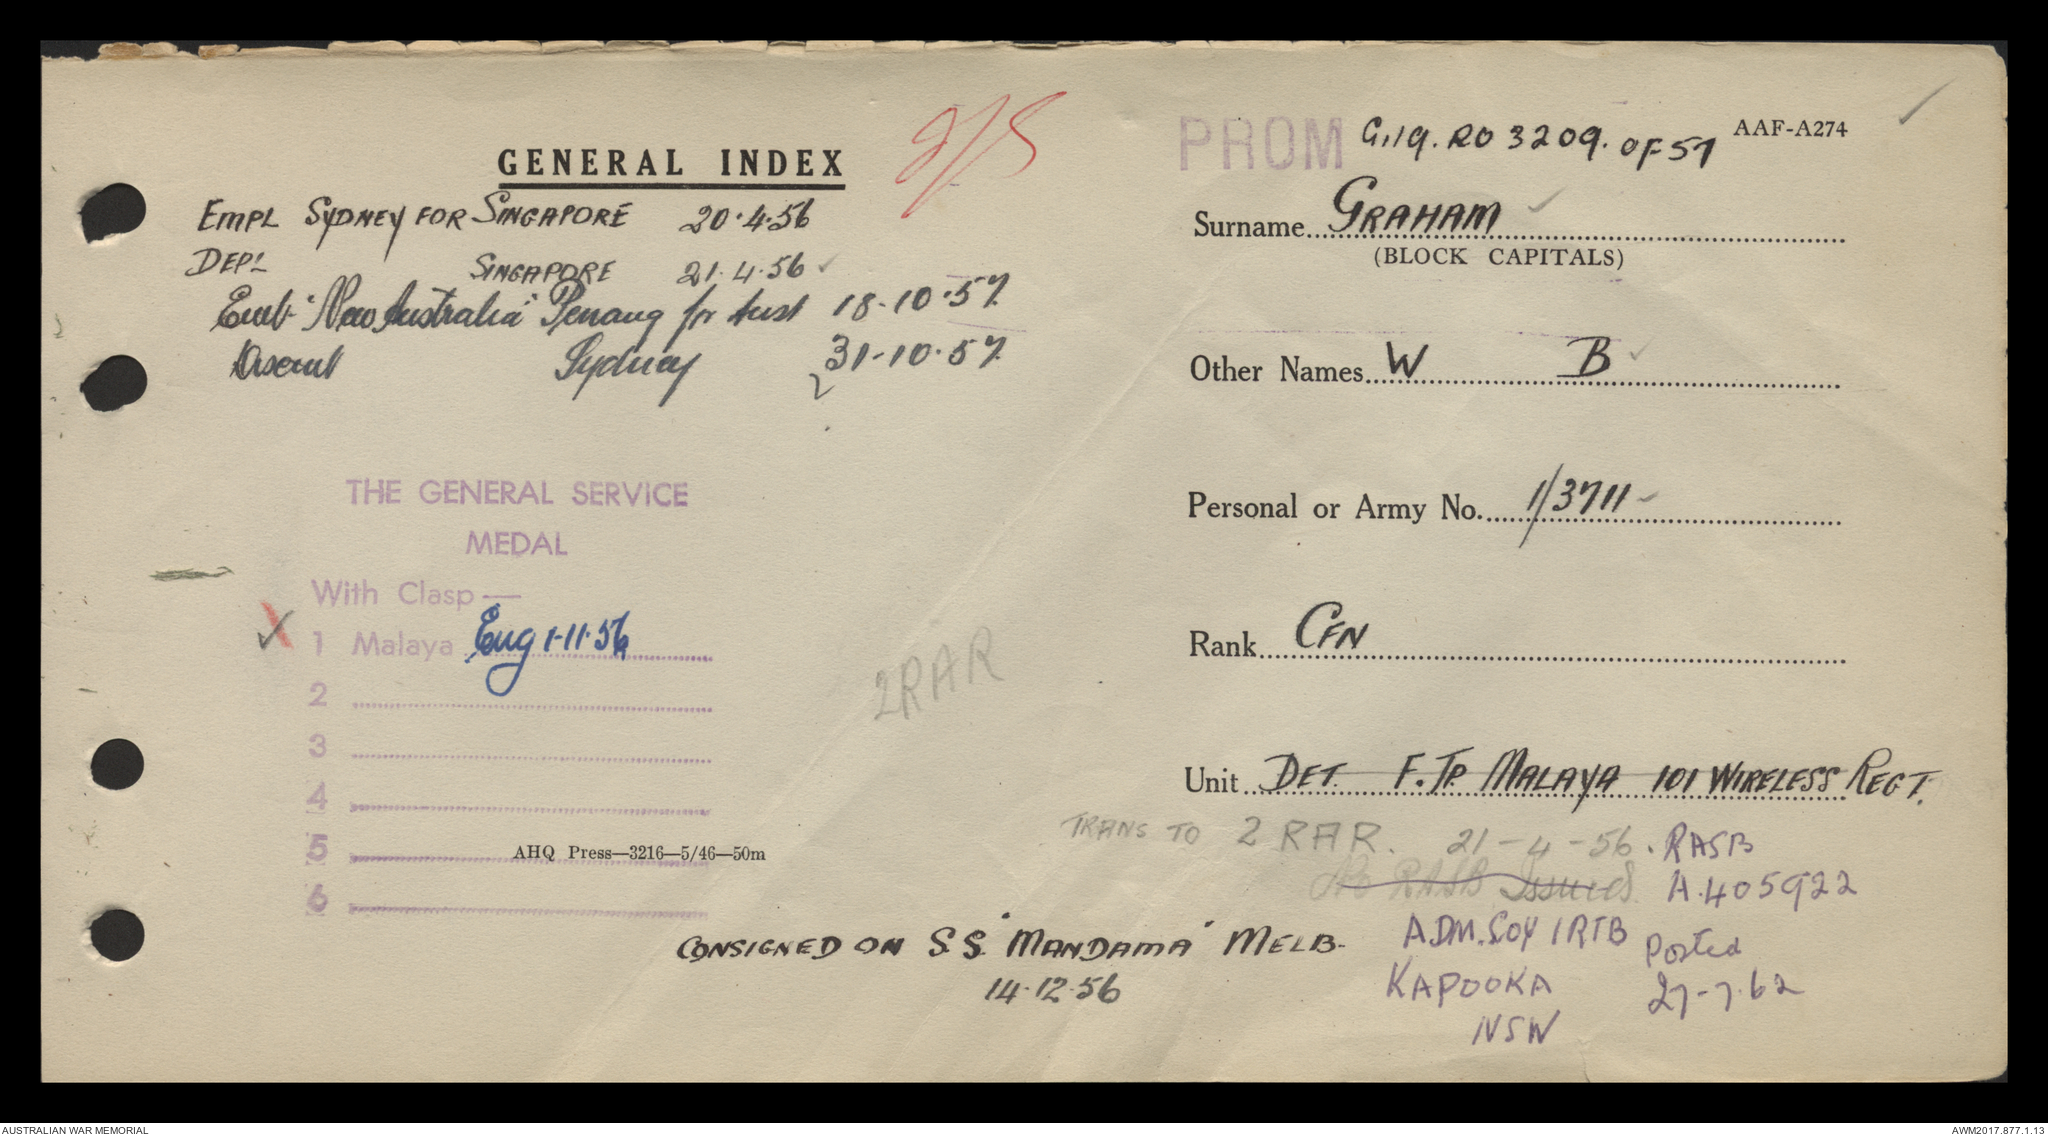 GENERAL INDEX
2/S
EMPL SYDNEY FOR SINGAPORE 20.4.56
DEPL SINGAPORE 21.4.56
Emb "New Australia" Penang for Aust 18-10-57
Disemb Sydney 31-10-57
THE GENERAL SERVICE
MEDAL
With Clasp—
1 Malaya Eng 1-11-56
2
3
4
5
6
AHQ Press—3216—5/46—50m
2RAR
CONSIGNED ON S.S. "MANDAMA" MELB-
14-12-56
PROM G.19. RO 3209. OF 57
AAF-A274
Surname GRAHAM
(BLOCK CAPITALS)
Other Names W B
Personal or Army No. 1/3711
Rank CFN
Unit DET. F. TP. MALAYA 101 WIRELESS REGT.
TRANS TO 2 RAR. 21-4-56.
No RASB Issued.
RASB
A.405922
ADM. COY 1RTB
KAPOOKA
NSW
Posted
27-7-62
AUSTRALIAN WAR MEMORIAL
AWM2017.877.1.13